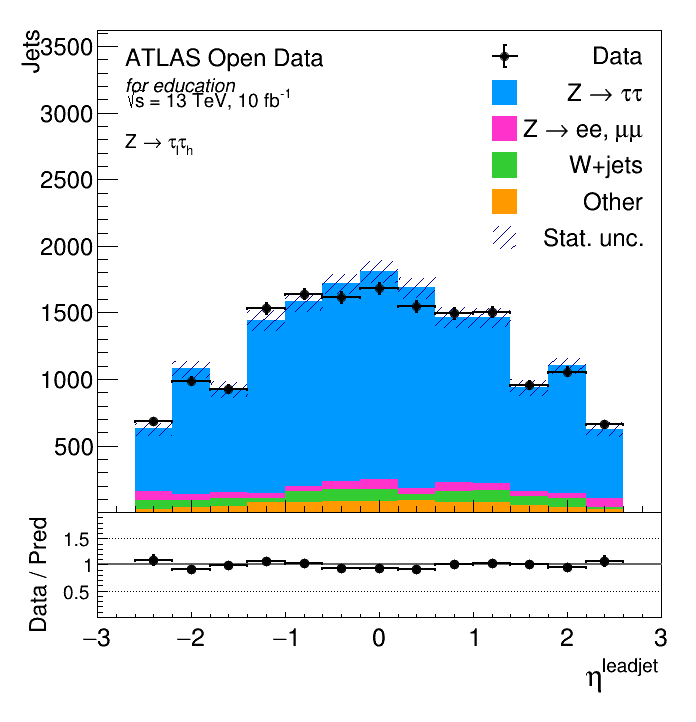 Jets
3500
3000
2500
2000
1500
1000
500
ATLAS Open Data
for education
√s = 13 TeV, 10 fb⁻¹
Z → τₗτₕ
Data
Z → ττ
Z → ee, μμ
W+jets
Other
Stat. unc.
Data / Pred
1.5
1
0.5
−3 −2 −1 0 1 2 3
η^leadjet